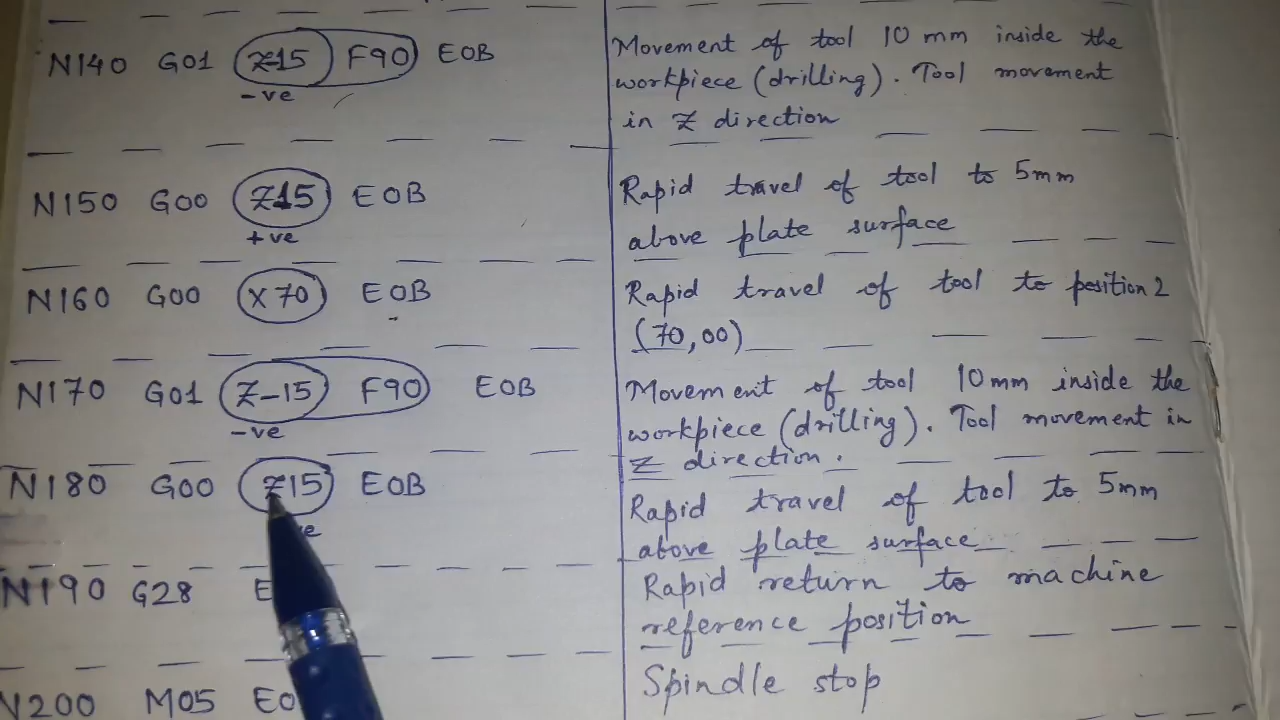 N140 G01 Z-15 F90 EOB
-ve
Movement of tool 10 mm inside the
workpiece (drilling). Tool movement
in Z direction
N150 G00 Z15 EOB
+ve
Rapid travel of tool to 5mm
above plate surface
N160 G00 X70 EOB
Rapid travel of tool to position 2
(70,00)
N170 G01 Z-15 F90 EOB
-ve
Movement of tool 10mm inside the
workpiece (drilling). Tool movement in
Z direction.
N180 G00 Z15 EOB
Rapid travel of tool to 5mm
above plate surface.
N190 G28
Rapid return to machine
reference position
N200 M05
Spindle stop